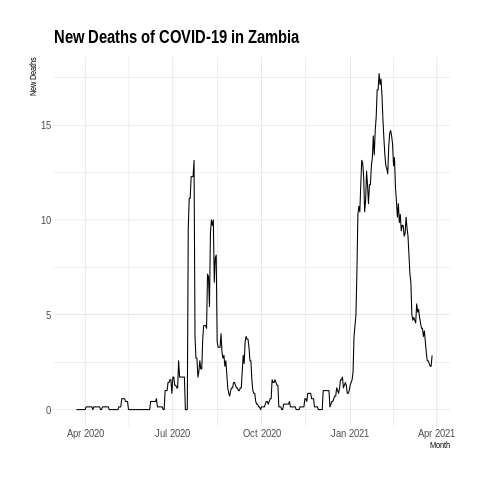 New Deaths of COVID-19 in Zambia
New Deaths
15
10
5
0
Apr 2020 Jul 2020 Oct 2020 Jan 2021 Apr 2021
Month